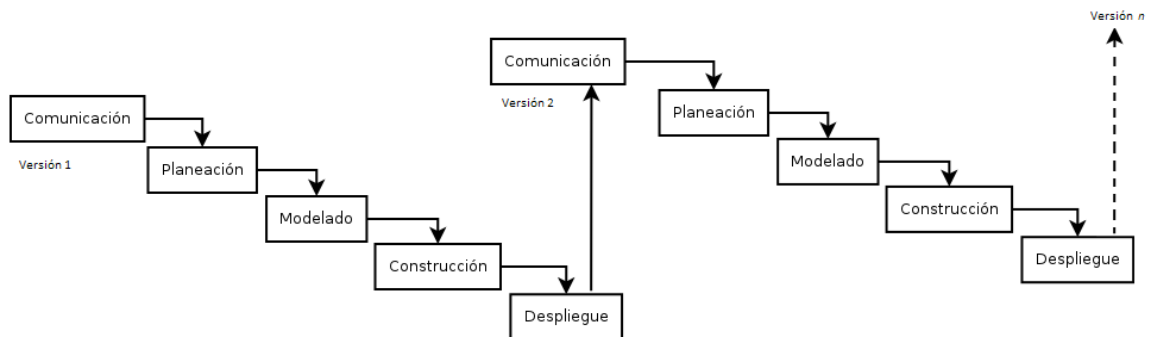 Comunicación
Versión 1
Planeación
Modelado
Construcción
Despliegue
Comunicación
Versión 2
Planeación
Modelado
Construcción
Despliegue
Versión n